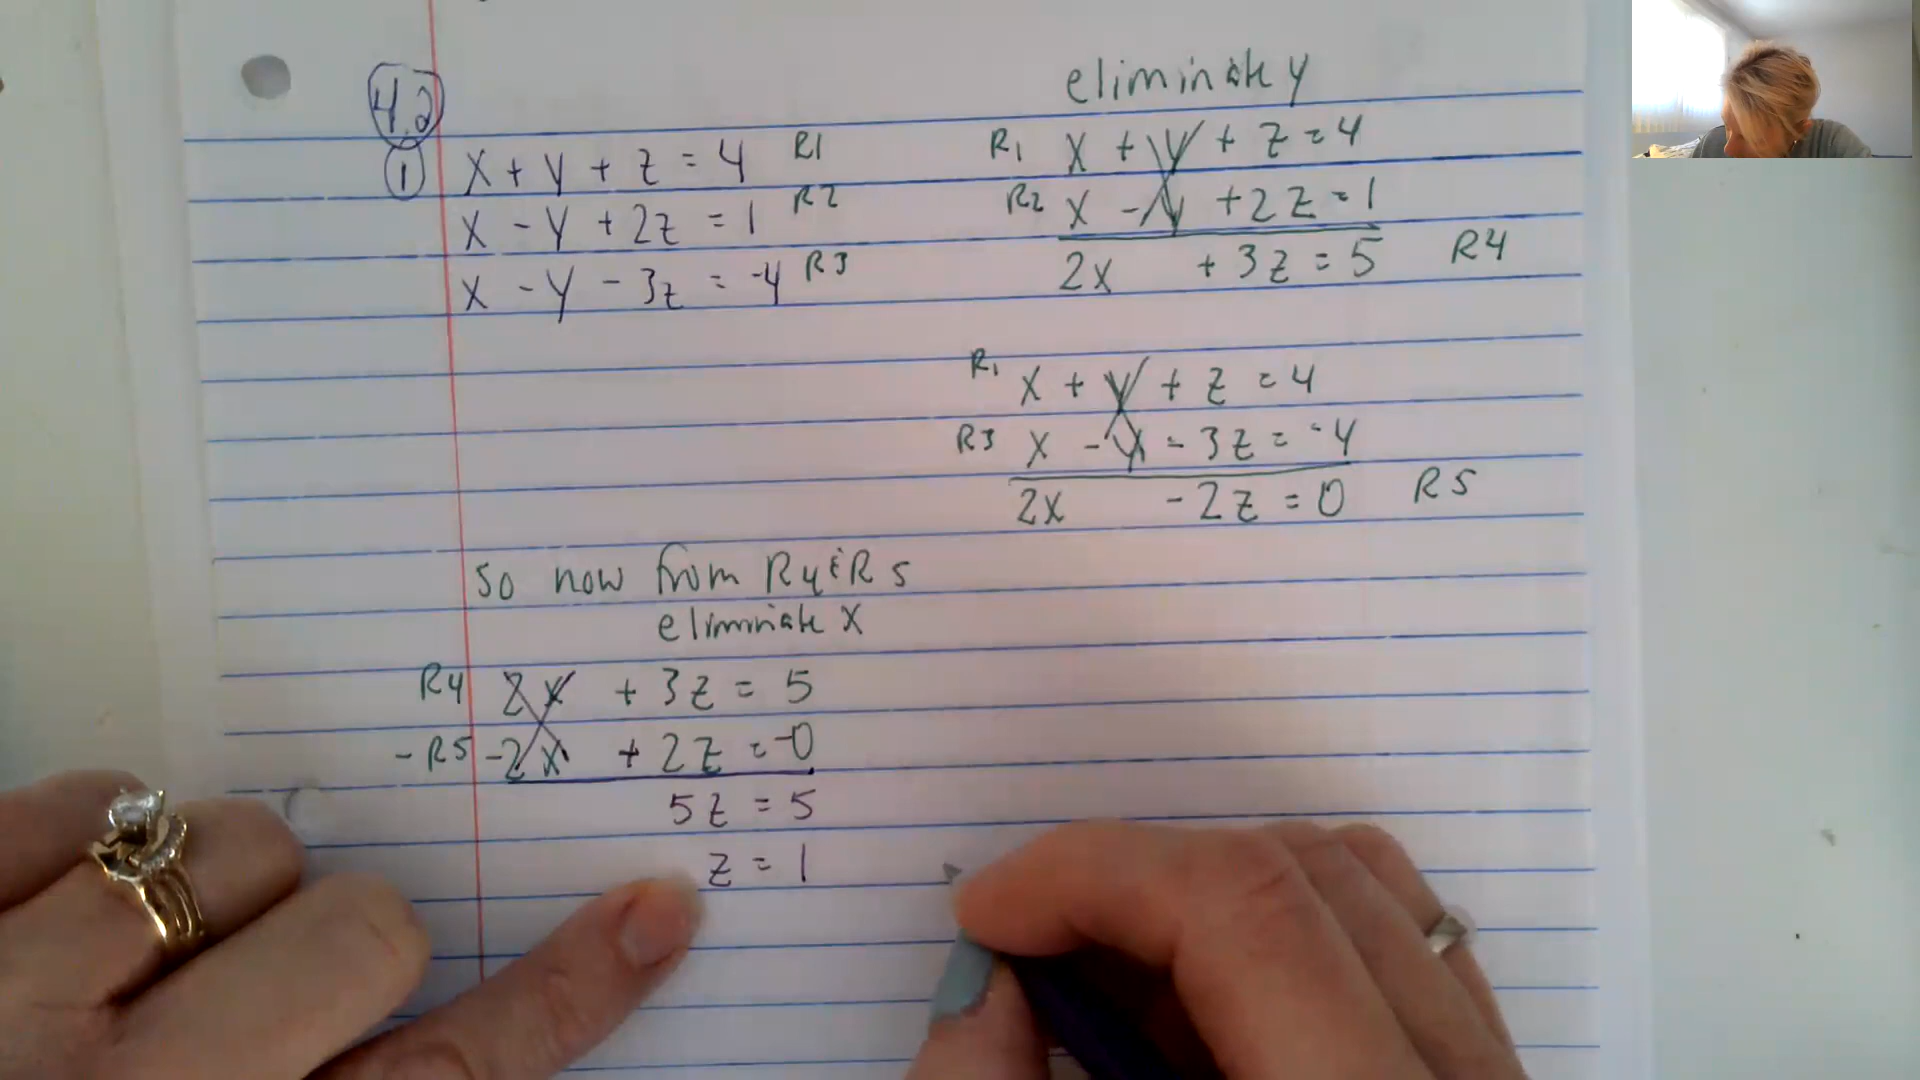 4.2
① x + y + z = 4 R1
x - y + 2z = 1 R2
x - y - 3z = -4 R3
eliminate y
R1 x + y + z = 4
R2 x - y + 2z = 1
2x + 3z = 5 R4
R1 x + y + z = 4
R3 x - y - 3z = -4
2x - 2z = 0 R5
so now from R4 & R5
eliminate x
R4 2x + 3z = 5
-R5 -2x + 2z = -0
5z = 5
z = 1